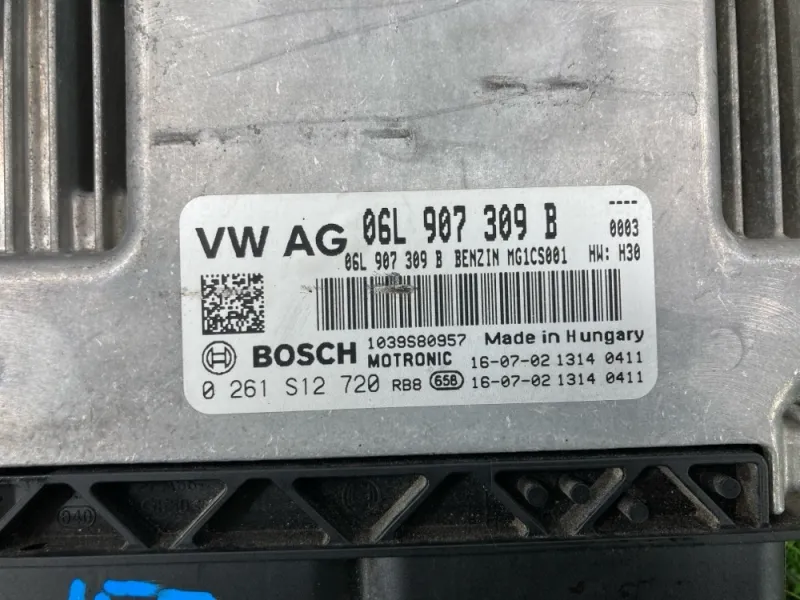 VW AG 06L 907 309 B
----
0003
06L 907 309 B BENZIN MG1CS001 HW: H30
1039S80957 Made in Hungary
BOSCH MOTRONIC 16-07-02 1314 0411
0 261 S12 720 RB8 658 16-07-02 1314 0411